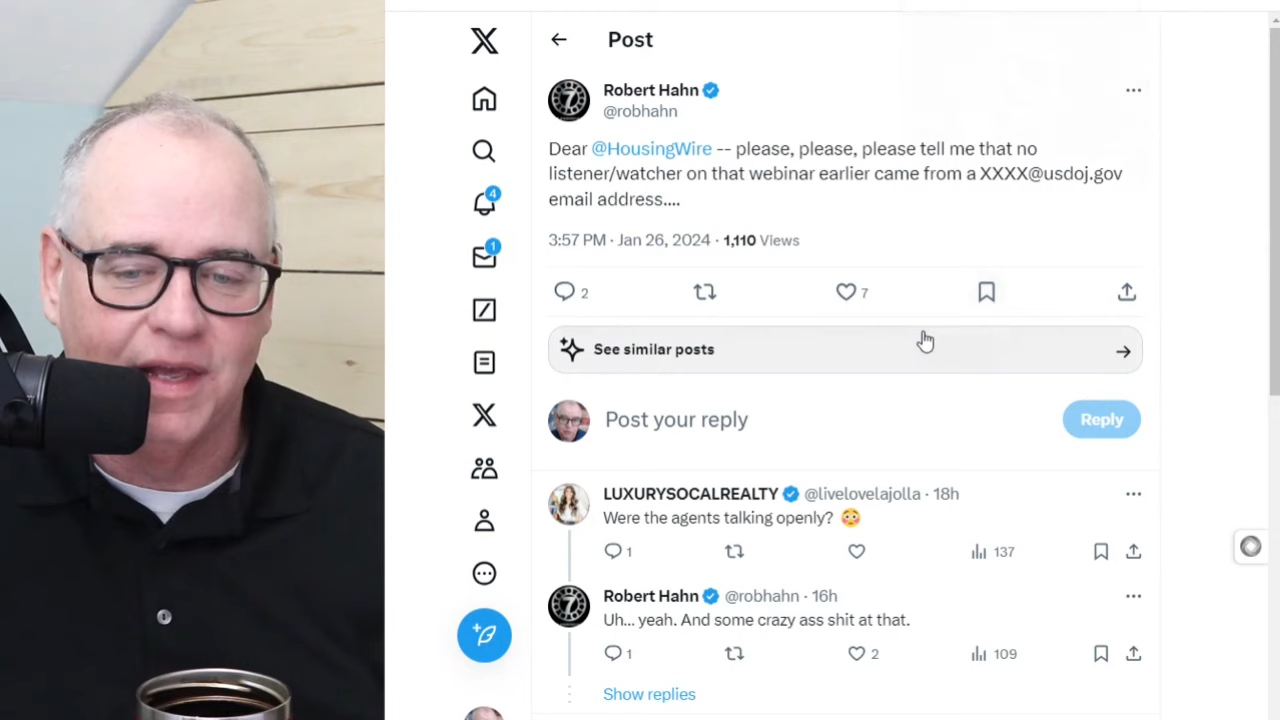 Post
Robert Hahn
@robhahn
Dear @HousingWire -- please, please, please tell me that no
listener/watcher on that webinar earlier came from a XXXX@usdoj.gov
email address....
3:57 PM · Jan 26, 2024 · 1,110 Views
4
1
2
7
See similar posts
Post your reply
Reply
LUXURYSOCALREALTY @livelovelajolla · 18h
Were the agents talking openly? 😳
1
137
Robert Hahn @robhahn · 16h
Uh... yeah. And some crazy ass shit at that.
1
2
109
Show replies